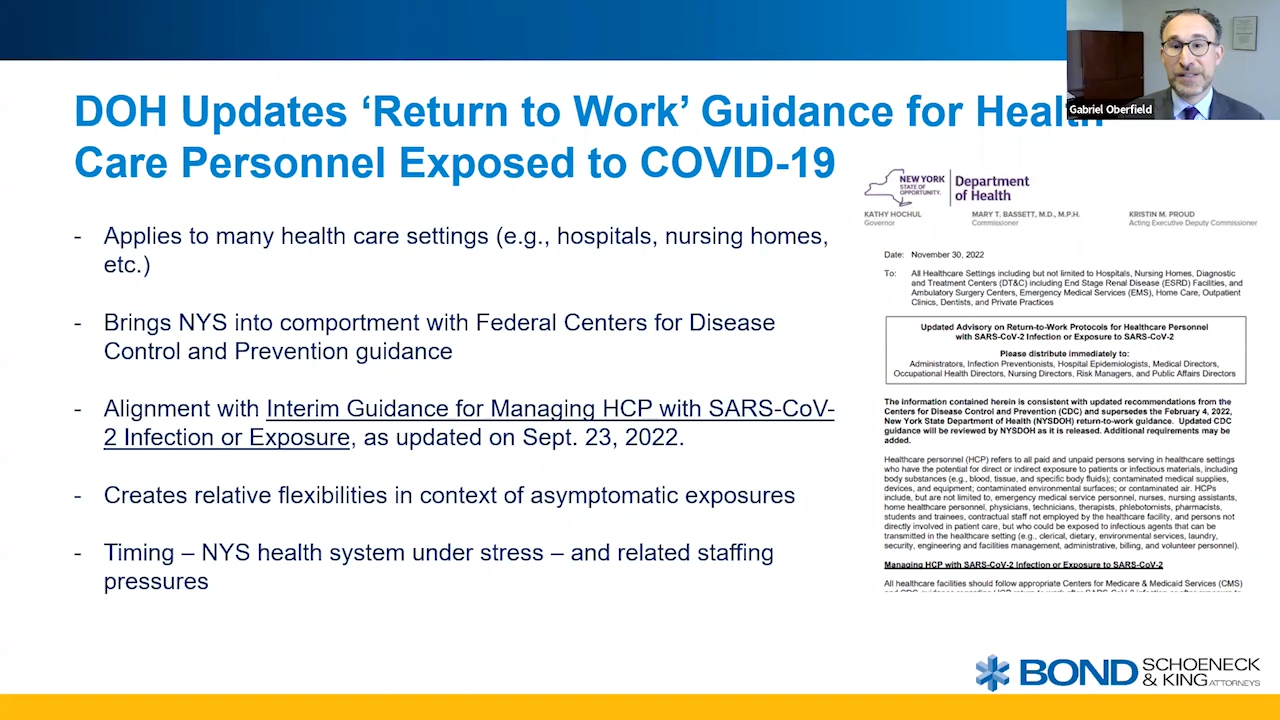 Gabriel Oberfield
DOH Updates ‘Return to Work’ Guidance for Health
Care Personnel Exposed to COVID-19
- Applies to many health care settings (e.g., hospitals, nursing homes,
etc.)
- Brings NYS into comportment with Federal Centers for Disease
Control and Prevention guidance
- Alignment with Interim Guidance for Managing HCP with SARS-CoV-
2 Infection or Exposure, as updated on Sept. 23, 2022.
- Creates relative flexibilities in context of asymptomatic exposures
- Timing – NYS health system under stress – and related staffing
pressures
NEW YORK
STATE OF
OPPORTUNITY.
Department
of Health
KATHY HOCHUL
Governor
MARY T. BASSETT, M.D., M.P.H.
Commissioner
KRISTIN M. PROUD
Acting Executive Deputy Commissioner
Date: November 30, 2022
To: All Healthcare Settings including but not limited to Hospitals, Nursing Homes, Diagnostic
and Treatment Centers (DT&C) including End Stage Renal Disease (ESRD) Facilities, and
Ambulatory Surgery Centers, Emergency Medical Services (EMS), Home Care, Outpatient
Clinics, Dentists, and Private Practices
Updated Advisory on Return-to-Work Protocols for Healthcare Personnel
with SARS-CoV-2 Infection or Exposure to SARS-CoV-2
Please distribute immediately to:
Administrators, Infection Preventionists, Hospital Epidemiologists, Medical Directors,
Occupational Health Directors, Nursing Directors, Risk Managers, and Public Affairs Directors
The information contained herein is consistent with updated recommendations from the
Centers for Disease Control and Prevention (CDC) and supersedes the February 4, 2022,
New York State Department of Health (NYSDOH) return-to-work guidance. Updated CDC
guidance will be reviewed by NYSDOH as it is released. Additional requirements may be
added.
Healthcare personnel (HCP) refers to all paid and unpaid persons serving in healthcare settings
who have the potential for direct or indirect exposure to patients or infectious materials, including
body substances (e.g., blood, tissue, and specific body fluids); contaminated medical supplies,
devices, and equipment; contaminated environmental surfaces; or contaminated air. HCPs
include, but are not limited to, emergency medical service personnel, nurses, nursing assistants,
home healthcare personnel, physicians, technicians, therapists, phlebotomists, pharmacists,
students and trainees, contractual staff not employed by the healthcare facility, and persons not
directly involved in patient care, but who could be exposed to infectious agents that can be
transmitted in the healthcare setting (e.g., clerical, dietary, environmental services, laundry,
security, engineering and facilities management, administrative, billing, and volunteer personnel).
Managing HCP with SARS-CoV-2 Infection or Exposure to SARS-CoV-2
All healthcare facilities should follow appropriate Centers for Medicare & Medicaid Services (CMS)
BOND SCHOENECK
& KING ATTORNEYS